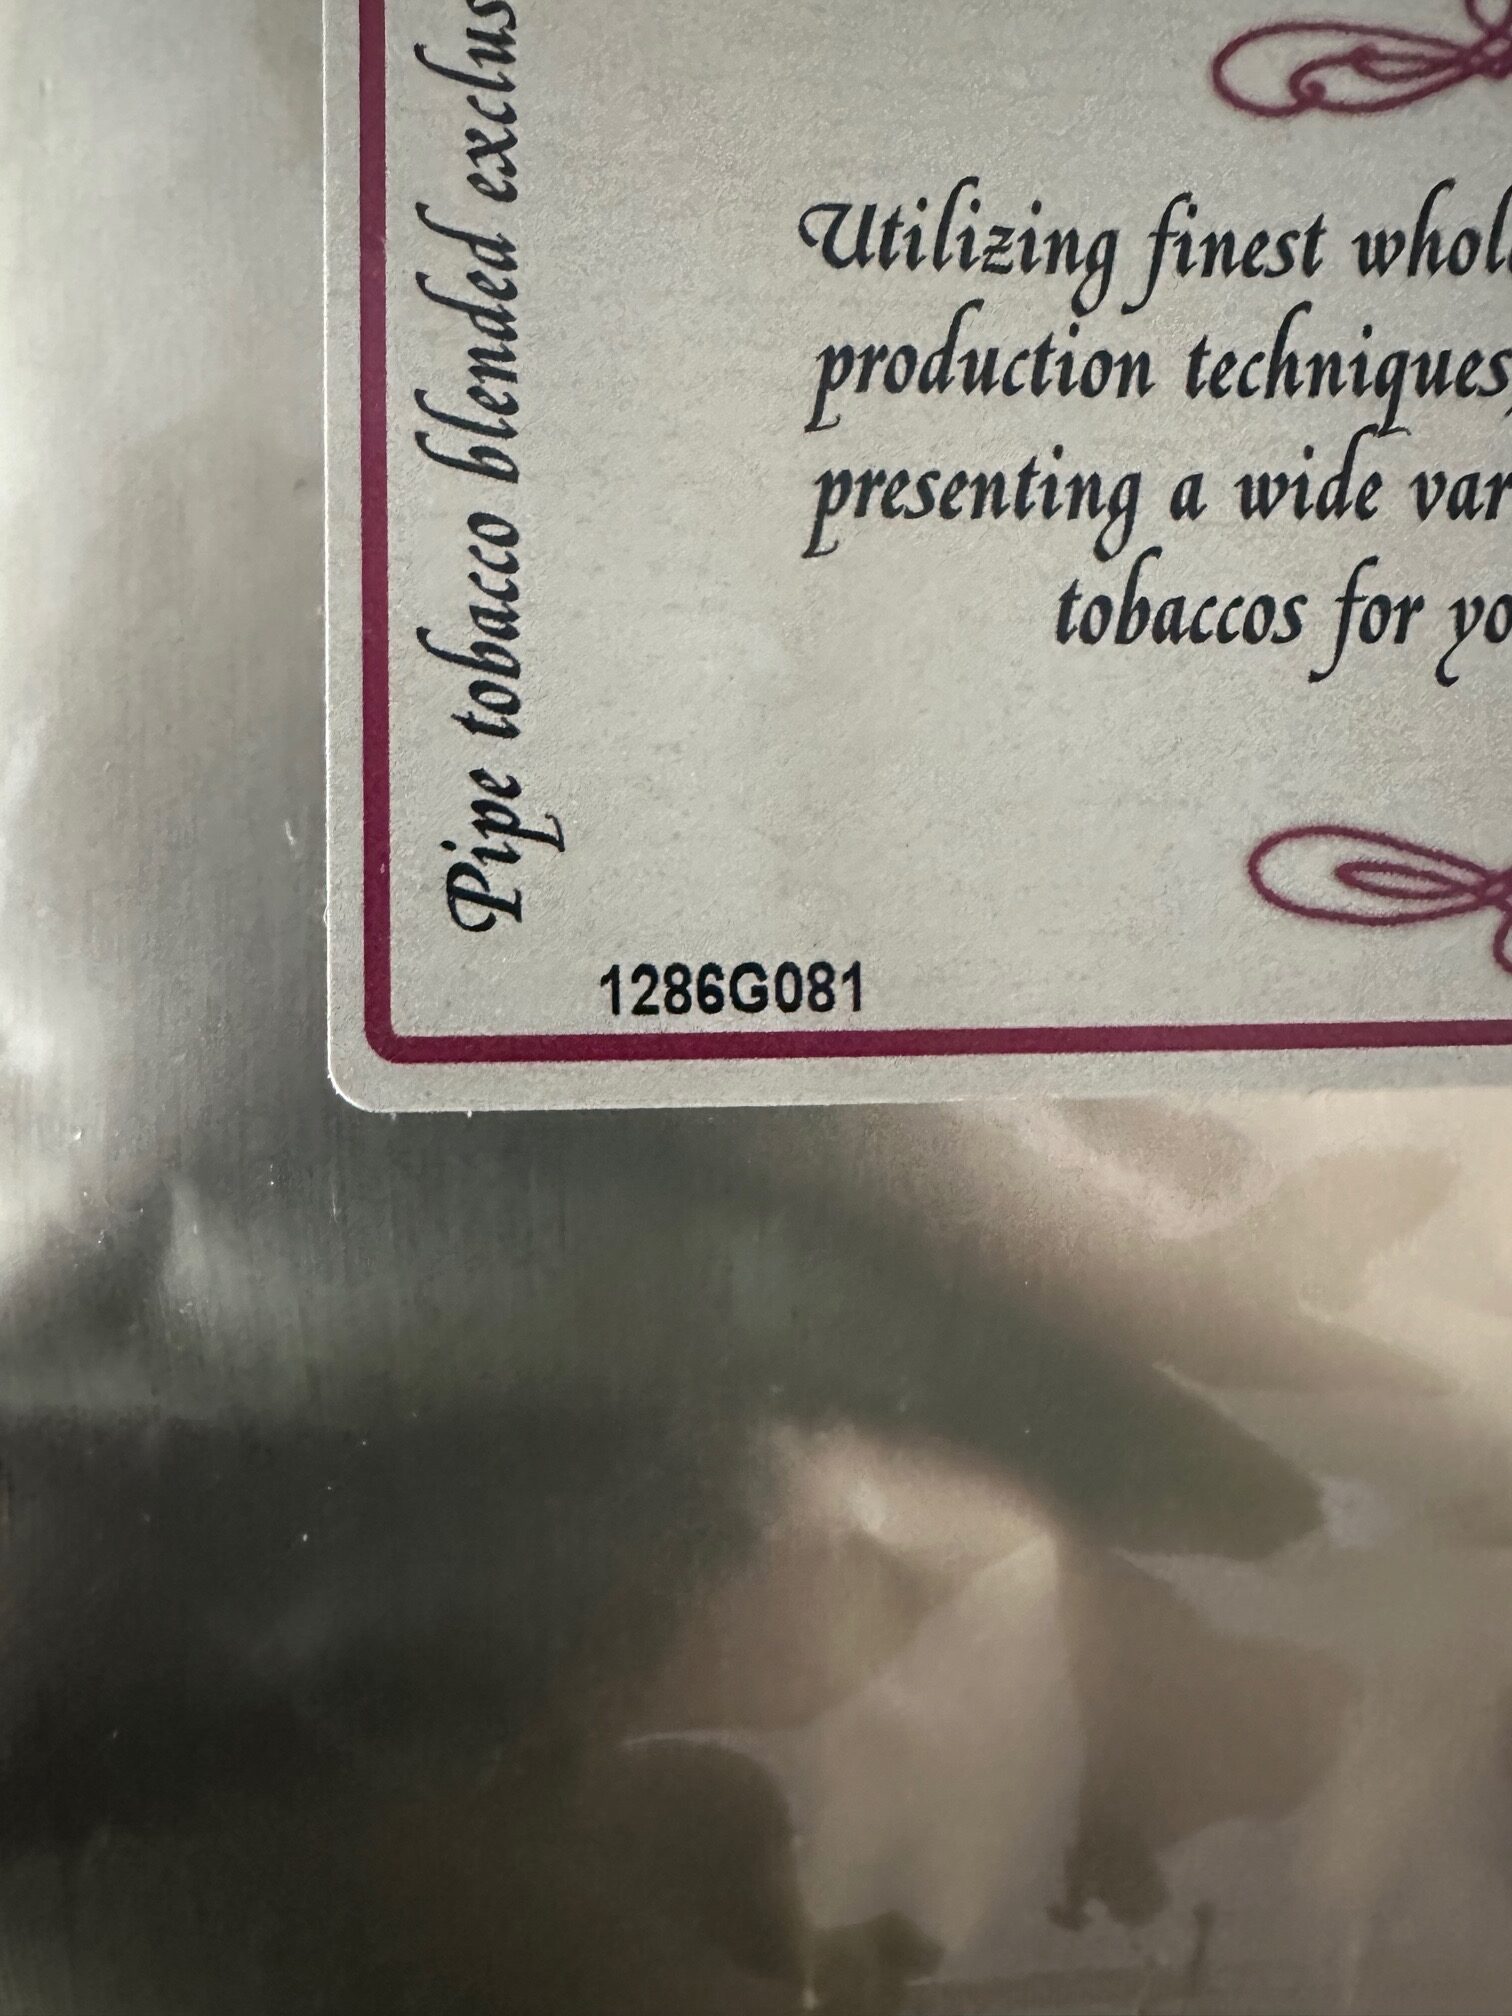 Pipe tobacco blended
Utilizing finest
production techniques,
presenting a wide
tobaccos for
1286G081